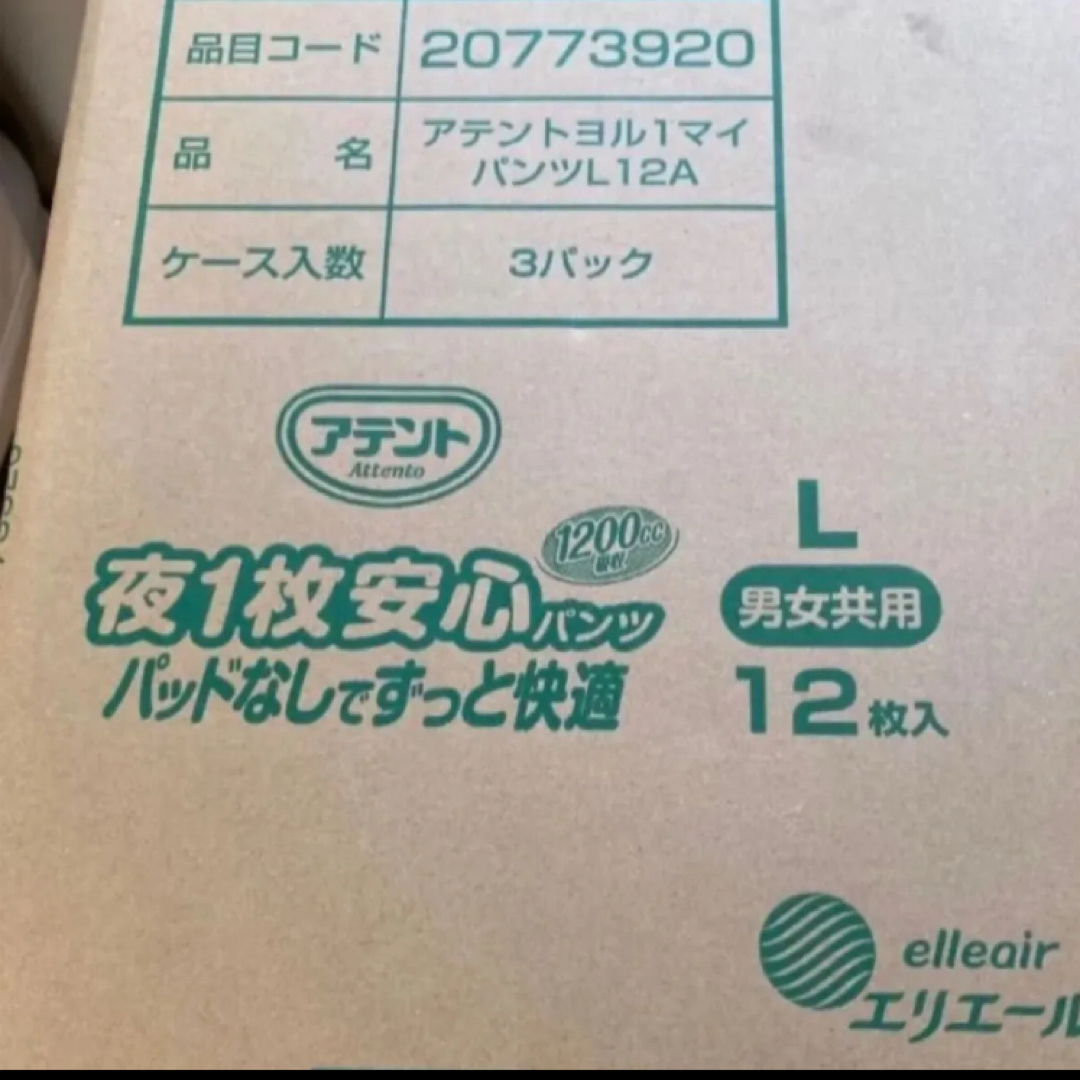 品目コード 20773920
品名 アテントヨル1マイ
パンツL12A
ケース入数 3パック
アテント
Attento
1200cc
吸収
夜1枚安心パンツ
パッドなしでずっと快適
L
男女共用
12枚入
elleair
エリエール